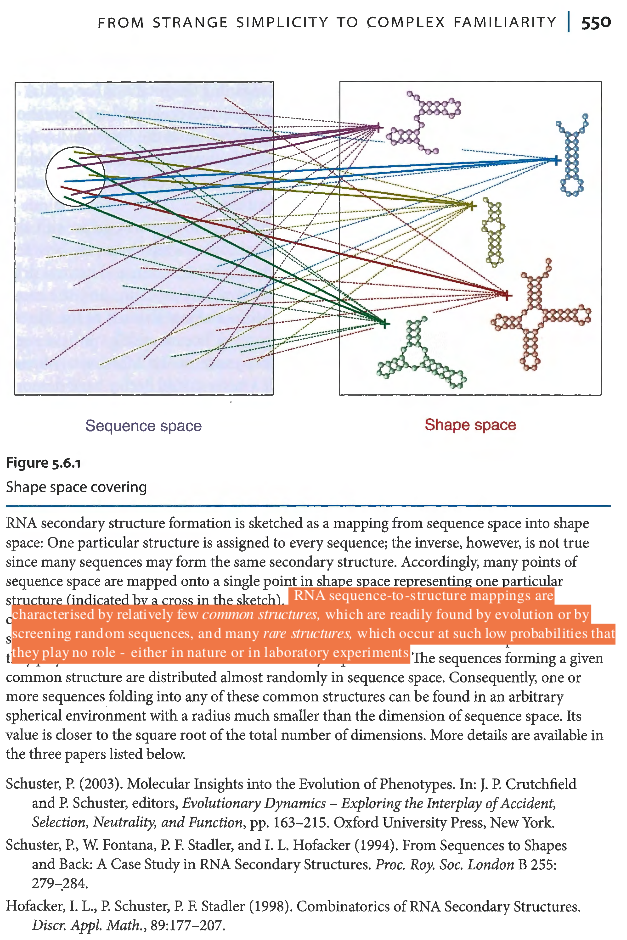 FROM STRANGE SIMPLICITY TO COMPLEX FAMILIARITY | 550
Sequence space
Shape space
Figure 5.6.1
Shape space covering
RNA secondary structure formation is sketched as a mapping from sequence space into shape
space: One particular structure is assigned to every sequence; the inverse, however, is not true
since many sequences may form the same secondary structure. Accordingly, many points of
sequence space are mapped onto a single point in shape space representing one particular
structure (indicated by a cross in the sketch). RNA sequence-to-structure mappings are
characterised by relatively few common structures, which are readily found by evolution or by
screening random sequences, and many rare structures, which occur at such low probabilities that
they play no role - either in nature or in laboratory experiments The sequences forming a given
common structure are distributed almost randomly in sequence space. Consequently, one or
more sequences folding into any of these common structures can be found in an arbitrary
spherical environment with a radius much smaller than the dimension of sequence space. Its
value is closer to the square root of the total number of dimensions. More details are available in
the three papers listed below.
Schuster, P. (2003). Molecular Insights into the Evolution of Phenotypes. In: J. P. Crutchfield
and P. Schuster, editors, Evolutionary Dynamics – Exploring the Interplay of Accident,
Selection, Neutrality, and Function, pp. 163–215. Oxford University Press, New York.
Schuster, P., W. Fontana, P. F. Stadler, and I. L. Hofacker (1994). From Sequences to Shapes
and Back: A Case Study in RNA Secondary Structures. Proc. Roy. Soc. London B 255:
279–284.
Hofacker, I. L., P. Schuster, P. F. Stadler (1998). Combinatorics of RNA Secondary Structures.
Discr. Appl. Math., 89:177–207.